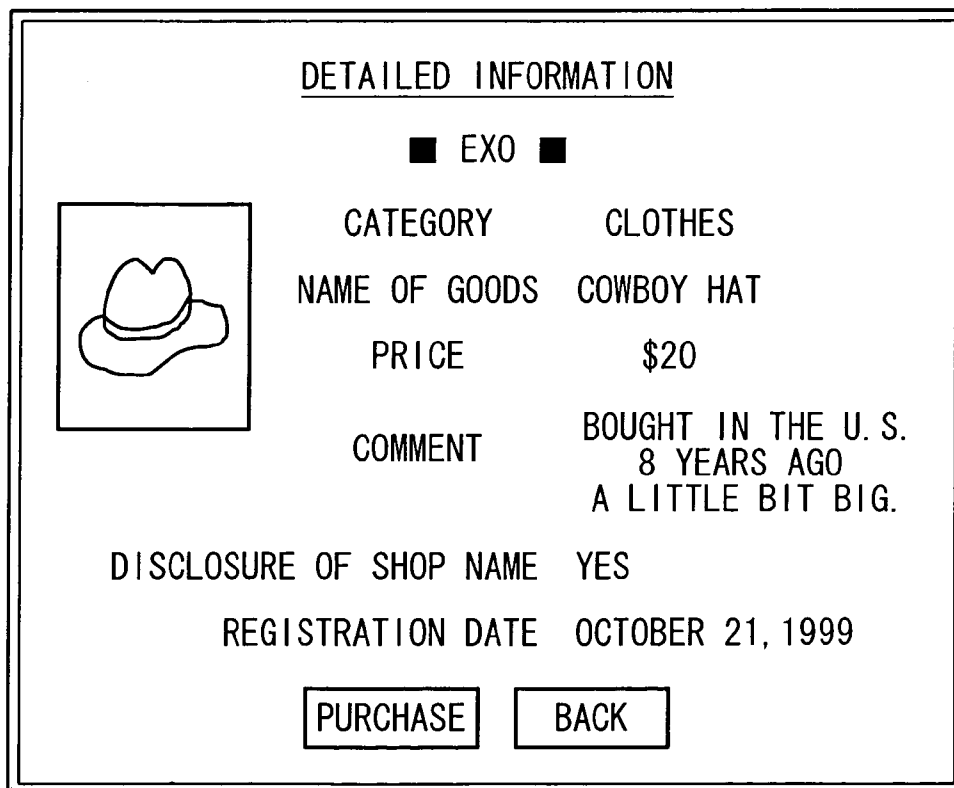 DETAILED INFORMATION
■ EXO ■
CATEGORY CLOTHES
NAME OF GOODS COWBOY HAT
PRICE $20
COMMENT BOUGHT IN THE U.S.
8 YEARS AGO
A LITTLE BIT BIG.
DISCLOSURE OF SHOP NAME YES
REGISTRATION DATE OCTOBER 21, 1999
PURCHASE BACK